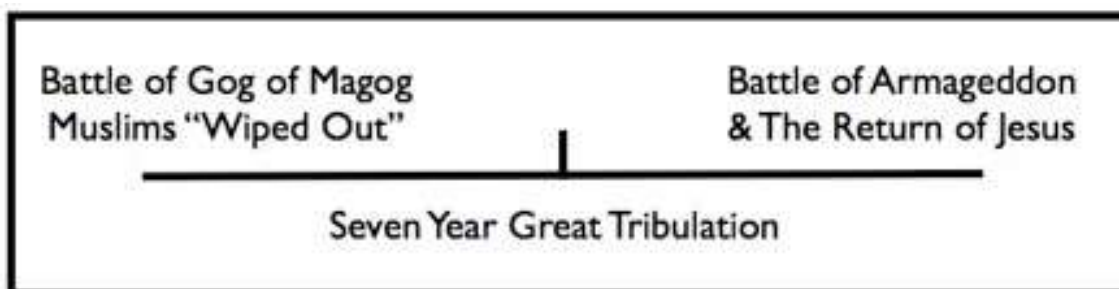 Battle of Gog of Magog
Muslims “Wiped Out”
Battle of Armageddon
& The Return of Jesus
Seven Year Great Tribulation